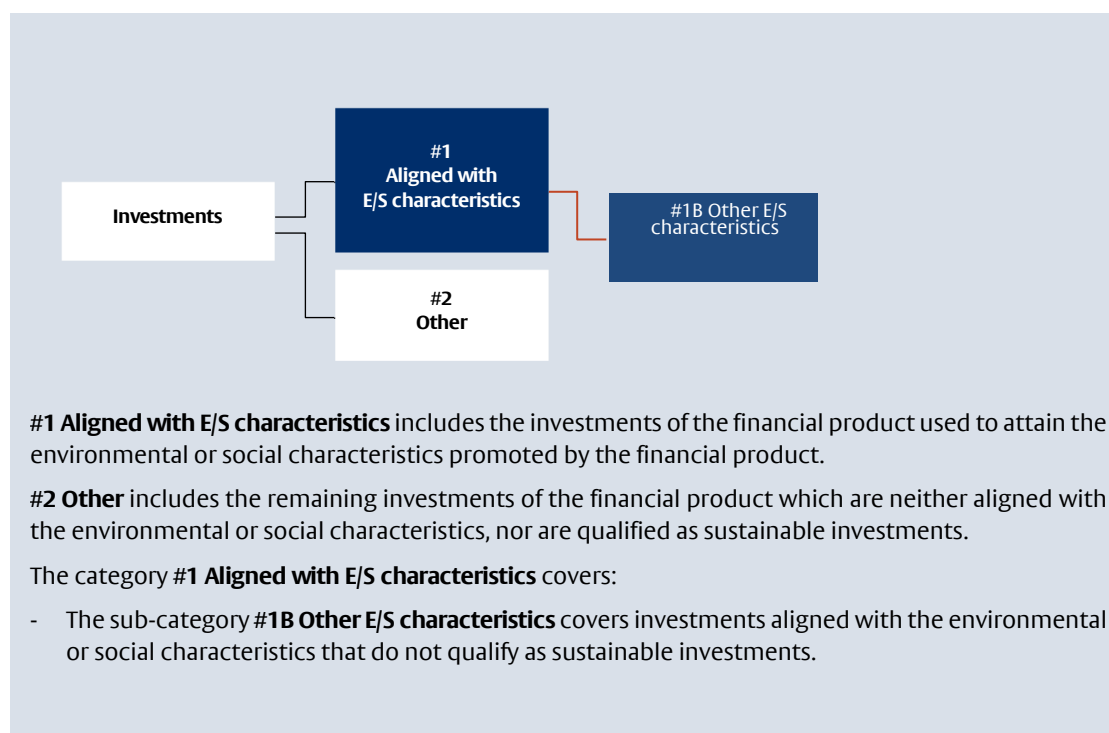 #1
Aligned with
E/S characteristics
Investments
#1B Other E/S
characteristics
#2
Other
#1 Aligned with E/S characteristics includes the investments of the financial product used to attain the
environmental or social characteristics promoted by the financial product.
#2 Other includes the remaining investments of the financial product which are neither aligned with
the environmental or social characteristics, nor are qualified as sustainable investments.
The category #1 Aligned with E/S characteristics covers:
- The sub-category #1B Other E/S characteristics covers investments aligned with the environmental
or social characteristics that do not qualify as sustainable investments.